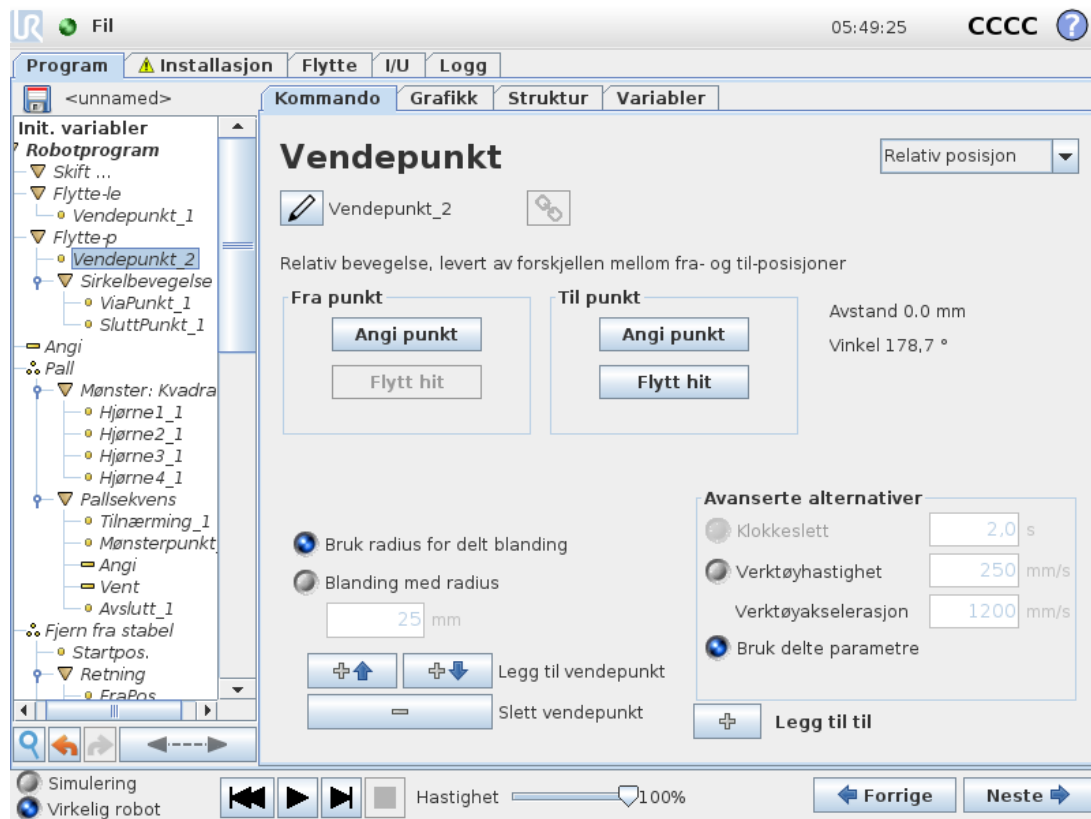 UR Fil 05:49:25 CCCC ?
Program Installasjon Flytte I/U Logg
<unnamed>
Kommando Grafikk Struktur Variabler
Init. variabler
Robotprogram
Skift ...
Flytte-le
Vendepunkt_1
Flytte-p
Vendepunkt_2
Sirkelbevegelse
ViaPunkt_1
SluttPunkt_1
Angi
Pall
Mønster: Kvadra
Hjørne1_1
Hjørne2_1
Hjørne3_1
Hjørne4_1
Pallsekvens
Tilnærming_1
Mønsterpunkt_
Angi
Vent
Avslutt_1
Fjern fra stabel
Startpos.
Retning
FraPos
Vendepunkt
Relativ posisjon
Vendepunkt_2
Relativ bevegelse, levert av forskjellen mellom fra- og til-posisjoner
Fra punkt
Angi punkt
Flytt hit
Til punkt
Angi punkt
Flytt hit
Avstand 0.0 mm
Vinkel 178,7 °
Bruk radius for delt blanding
Blanding med radius
25 mm
Legg til vendepunkt
Slett vendepunkt
Avanserte alternativer
Klokkeslett 2,0 s
Verktøyhastighet 250 mm/s
Verktøyakselerasjon 1200 mm/s
Bruk delte parametre
Legg til til
Simulering
Virkelig robot
Hastighet 100%
Forrige Neste